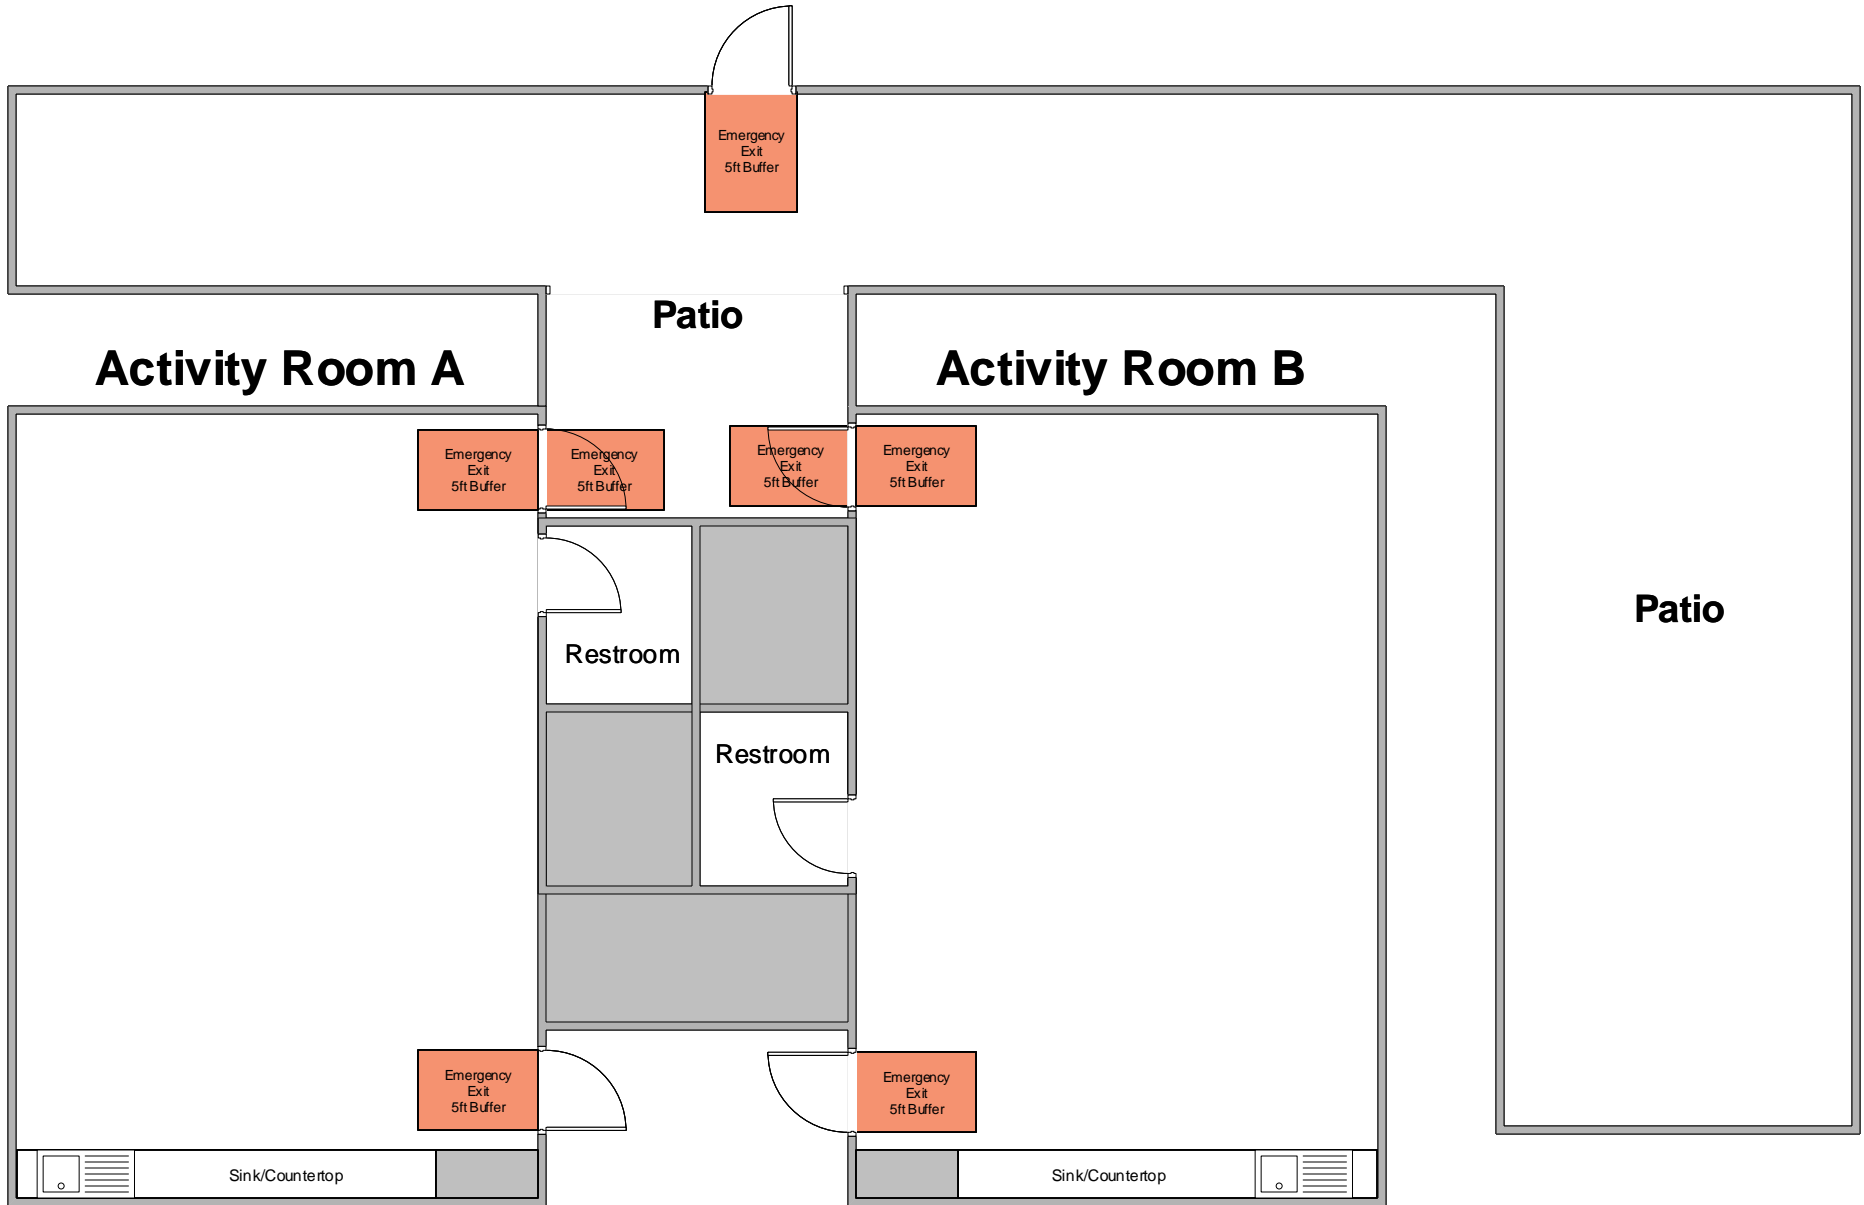 Emergency
Exit
5ft Buffer
Patio
Activity Room A
Activity Room B
Emergency
Exit
5ft Buffer
Emergency
Exit
5ft Buffer
Emergency
Exit
5ft Buffer
Emergency
Exit
5ft Buffer
Patio
Restroom
Restroom
Emergency
Exit
5ft Buffer
Emergency
Exit
5ft Buffer
Sink/Countertop
Sink/Countertop